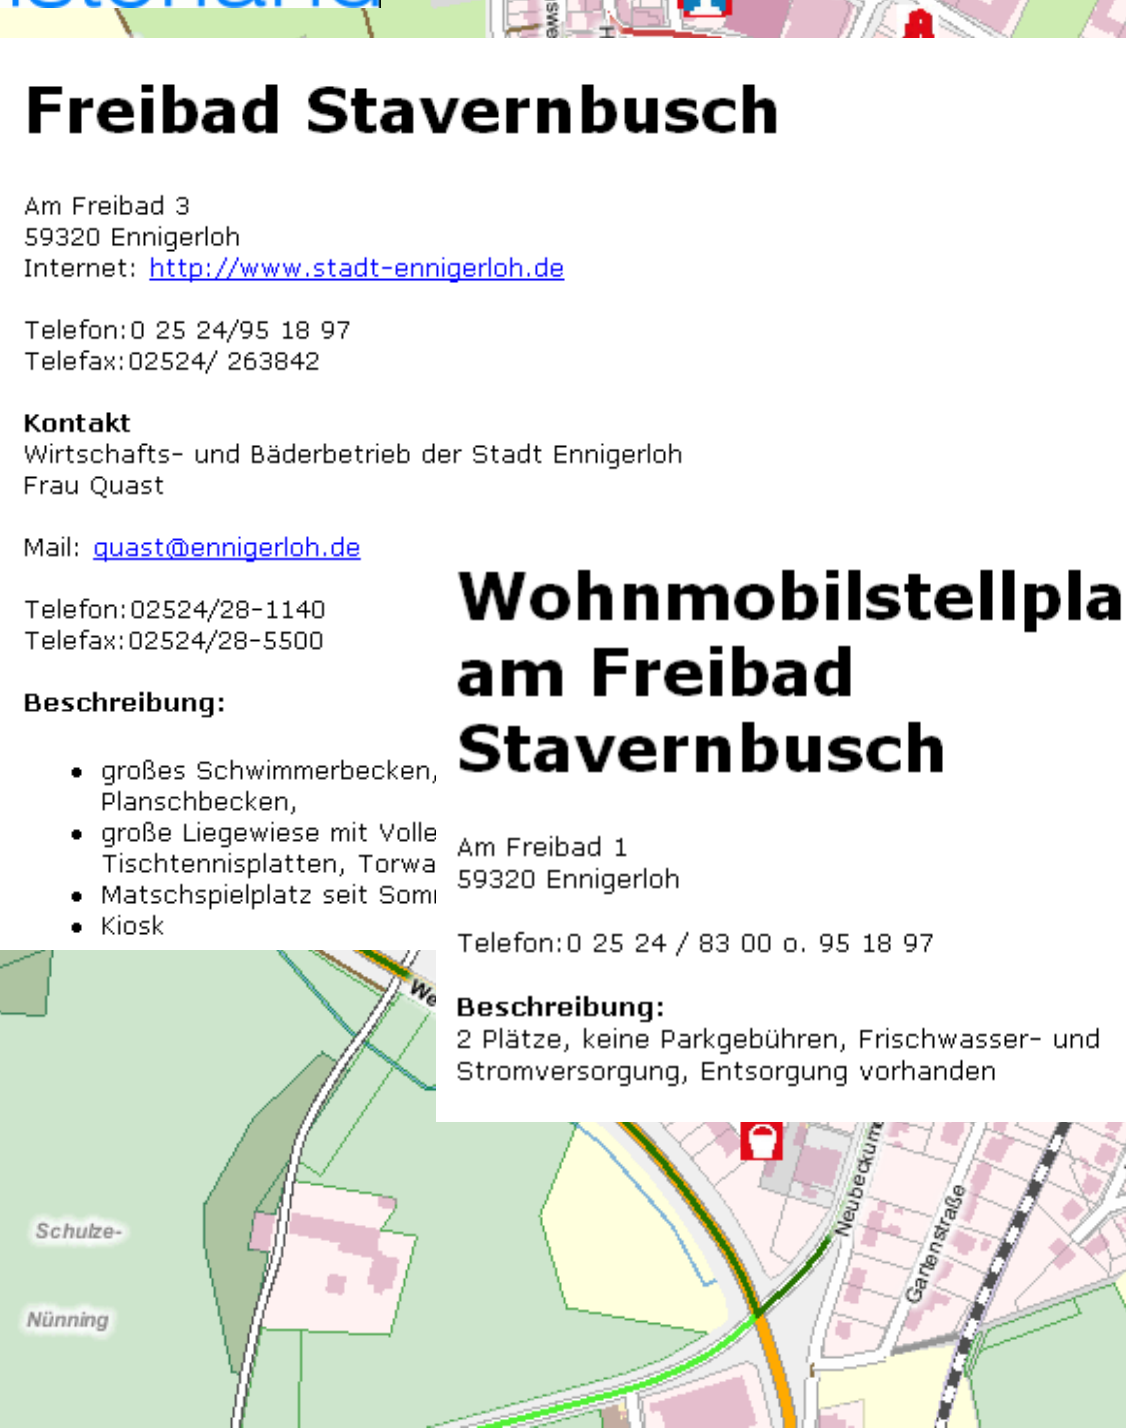 Freibad Stavernbusch
Am Freibad 3
59320 Ennigerloh
Internet: http://www.stadt-ennigerloh.de
Telefon:0 25 24/95 18 97
Telefax:02524/ 263842
Kontakt
Wirtschafts- und Bäderbetrieb der Stadt Ennigerloh
Frau Quast
Mail: quast@ennigerloh.de
Telefon:02524/28-1140
Telefax:02524/28-5500
Beschreibung:
• großes Schwimmerbecken,
Planschbecken,
• große Liegewiese mit Volle
Tischtennisplatten, Torwa
• Matschspielplatz seit Som
• Kiosk
Wohnmobilstellpla
am Freibad
Stavernbusch
Am Freibad 1
59320 Ennigerloh
Telefon:0 25 24 / 83 00 o. 95 18 97
Beschreibung:
2 Plätze, keine Parkgebühren, Frischwasser- und
Stromversorgung, Entsorgung vorhanden
We
Neubeckum
Gartenstraße
Schulze-
Nünning